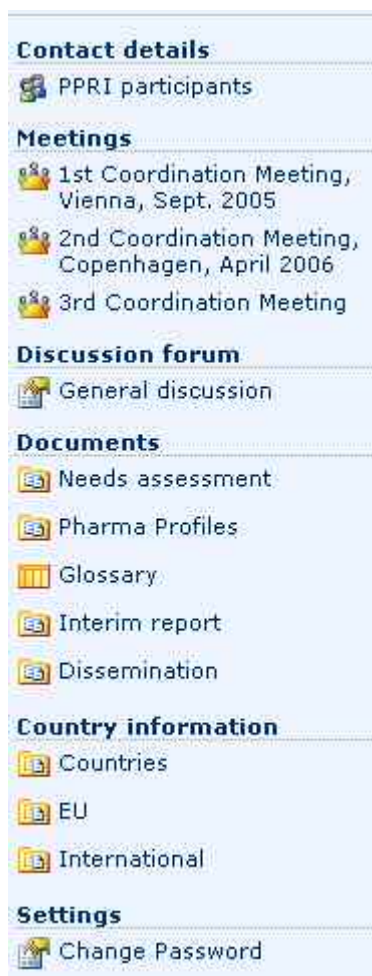 Contact details
PPRI participants
Meetings
1st Coordination Meeting,
Vienna, Sept. 2005
2nd Coordination Meeting,
Copenhagen, April 2006
3rd Coordination Meeting
Discussion forum
General discussion
Documents
Needs assessment
Pharma Profiles
Glossary
Interim report
Dissemination
Country information
Countries
EU
International
Settings
Change Password